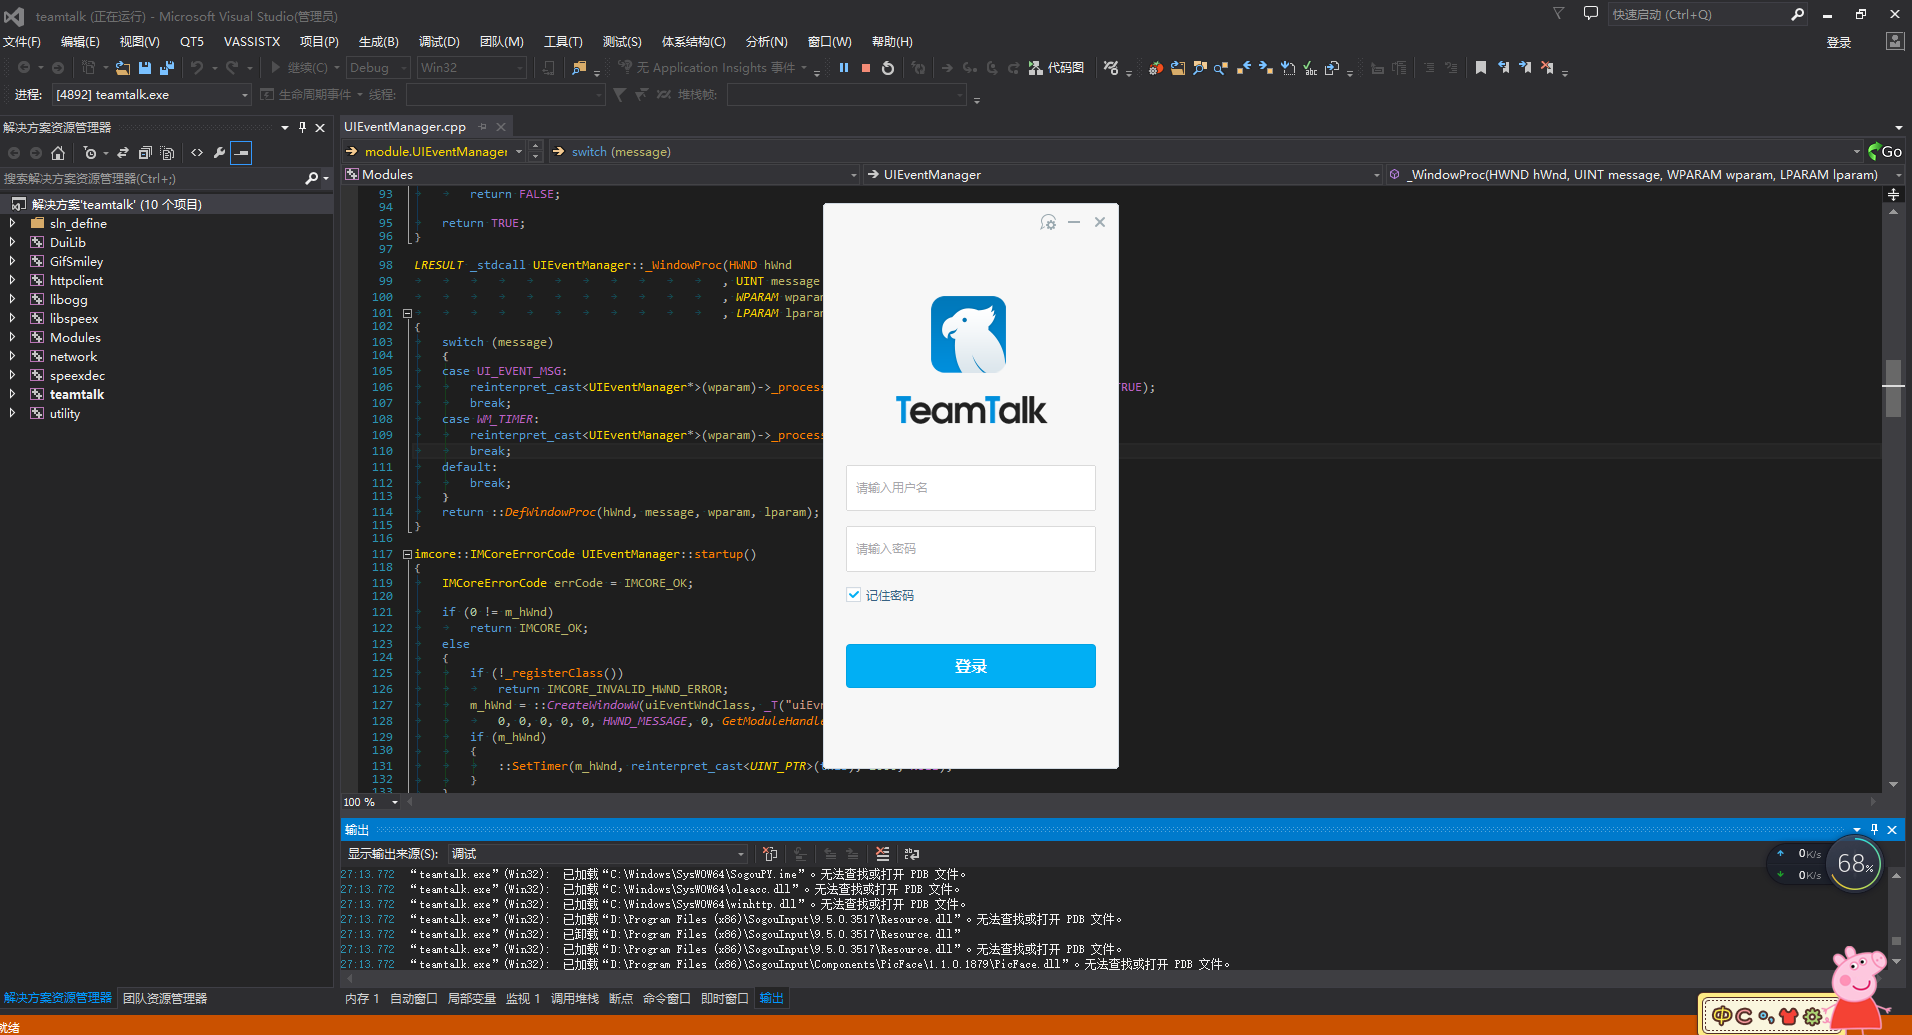 teamtalk (正在运行) - Microsoft Visual Studio(管理员)
快速启动 (Ctrl+Q)
文件(F) 编辑(E) 视图(V) QT5 VASSISTX 项目(P) 生成(B) 调试(D) 团队(M) 工具(T) 测试(S) 体系结构(C) 分析(N) 窗口(W) 帮助(H)
登录
继续(C) Debug Win32 无 Application Insights 事件 代码图
进程: [4892] teamtalk.exe 生命周期事件 线程: 堆栈帧:
解决方案资源管理器
搜索解决方案资源管理器(Ctrl+;)
解决方案'teamtalk' (10 个项目)
sln_define
DuiLib
GifSmiley
httpclient
libogg
libspeex
Modules
network
speexdec
teamtalk
utility
UIEventManager.cpp
module.UIEventManager switch (message) Go
Modules UIEventManager _WindowProc(HWND hWnd, UINT message, WPARAM wparam, LPARAM lparam)
93 return FALSE;
94
95 return TRUE;
96 }
97
98 LRESULT _stdcall UIEventManager::_WindowProc(HWND hWnd
99 , UINT message
100 , WPARAM wparam
101 , LPARAM lparam
102 {
103 switch (message)
104 {
105 case UI_EVENT_MSG:
106 reinterpret_cast<UIEventManager*>(wparam)->_process TRUE);
107 break;
108 case WM_TIMER:
109 reinterpret_cast<UIEventManager*>(wparam)->_process
110 break;
111 default:
112 break;
113 }
114 return ::DefWindowProc(hWnd, message, wparam, lparam);
115 }
116
117 imcore::IMCoreErrorCode UIEventManager::startup()
118 {
119 IMCoreErrorCode errCode = IMCORE_OK;
120
121 if (0 != m_hWnd)
122 return IMCORE_OK;
123 else
124 {
125 if (!_registerClass())
126 return IMCORE_INVALID_HWND_ERROR;
127 m_hWnd = ::CreateWindowW(uiEventWndClass, _T("uiEvn
128 0, 0, 0, 0, 0, HWND_MESSAGE, 0, GetModuleHandle
129 if (m_hWnd)
130 {
131 ::SetTimer(m_hWnd, reinterpret_cast<UINT_PTR>(
132 }
133
TeamTalk
请输入用户名
请输入密码
记住密码
登录
100 %
输出
显示输出来源(S): 调试
27:13.772 “teamtalk.exe”(Win32): 已加载“C:\Windows\SysWOW64\SogouPY.ime”。无法查找或打开 PDB 文件。
27:13.772 “teamtalk.exe”(Win32): 已加载“C:\Windows\SysWOW64\oleacc.dll”。无法查找或打开 PDB 文件。
27:13.772 “teamtalk.exe”(Win32): 已加载“C:\Windows\SysWOW64\winhttp.dll”。无法查找或打开 PDB 文件。
27:13.772 “teamtalk.exe”(Win32): 已加载“D:\Program Files (x86)\SogouInput\9.5.0.3517\Resource.dll”。无法查找或打开 PDB 文件。
27:13.772 “teamtalk.exe”(Win32): 已卸载“D:\Program Files (x86)\SogouInput\9.5.0.3517\Resource.dll”
27:13.772 “teamtalk.exe”(Win32): 已加载“D:\Program Files (x86)\SogouInput\9.5.0.3517\Resource.dll”。无法查找或打开 PDB 文件。
27:13.772 “teamtalk.exe”(Win32): 已加载“D:\Program Files (x86)\SogouInput\Components\PicFace\1.1.0.1879\PicFace.dll”。无法查找或打开 PDB 文件。
0K/s
0K/s
68%
解决方案资源管理器 团队资源管理器
内存 1 自动窗口 局部变量 监视 1 调用堆栈 断点 命令窗口 即时窗口 输出
中
就绪